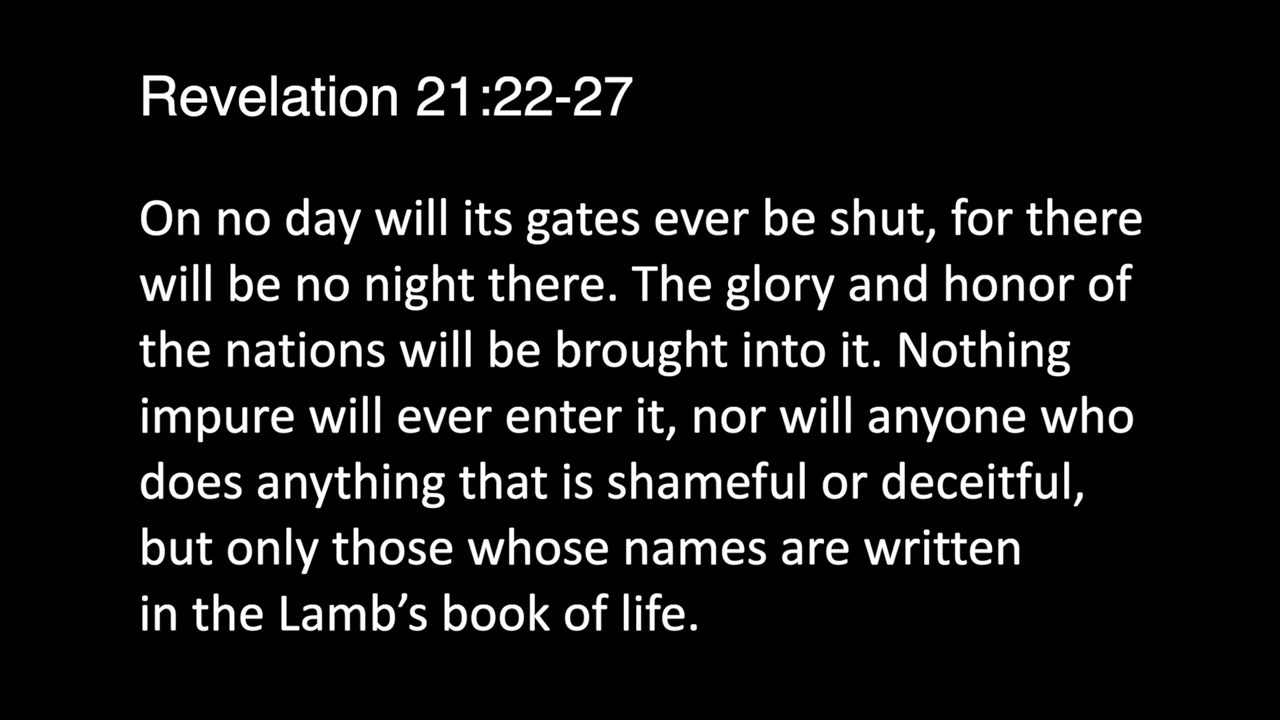 Revelation 21:22-27
On no day will its gates ever be shut, for there
will be no night there. The glory and honor of
the nations will be brought into it. Nothing
impure will ever enter it, nor will anyone who
does anything that is shameful or deceitful,
but only those whose names are written
in the Lamb’s book of life.